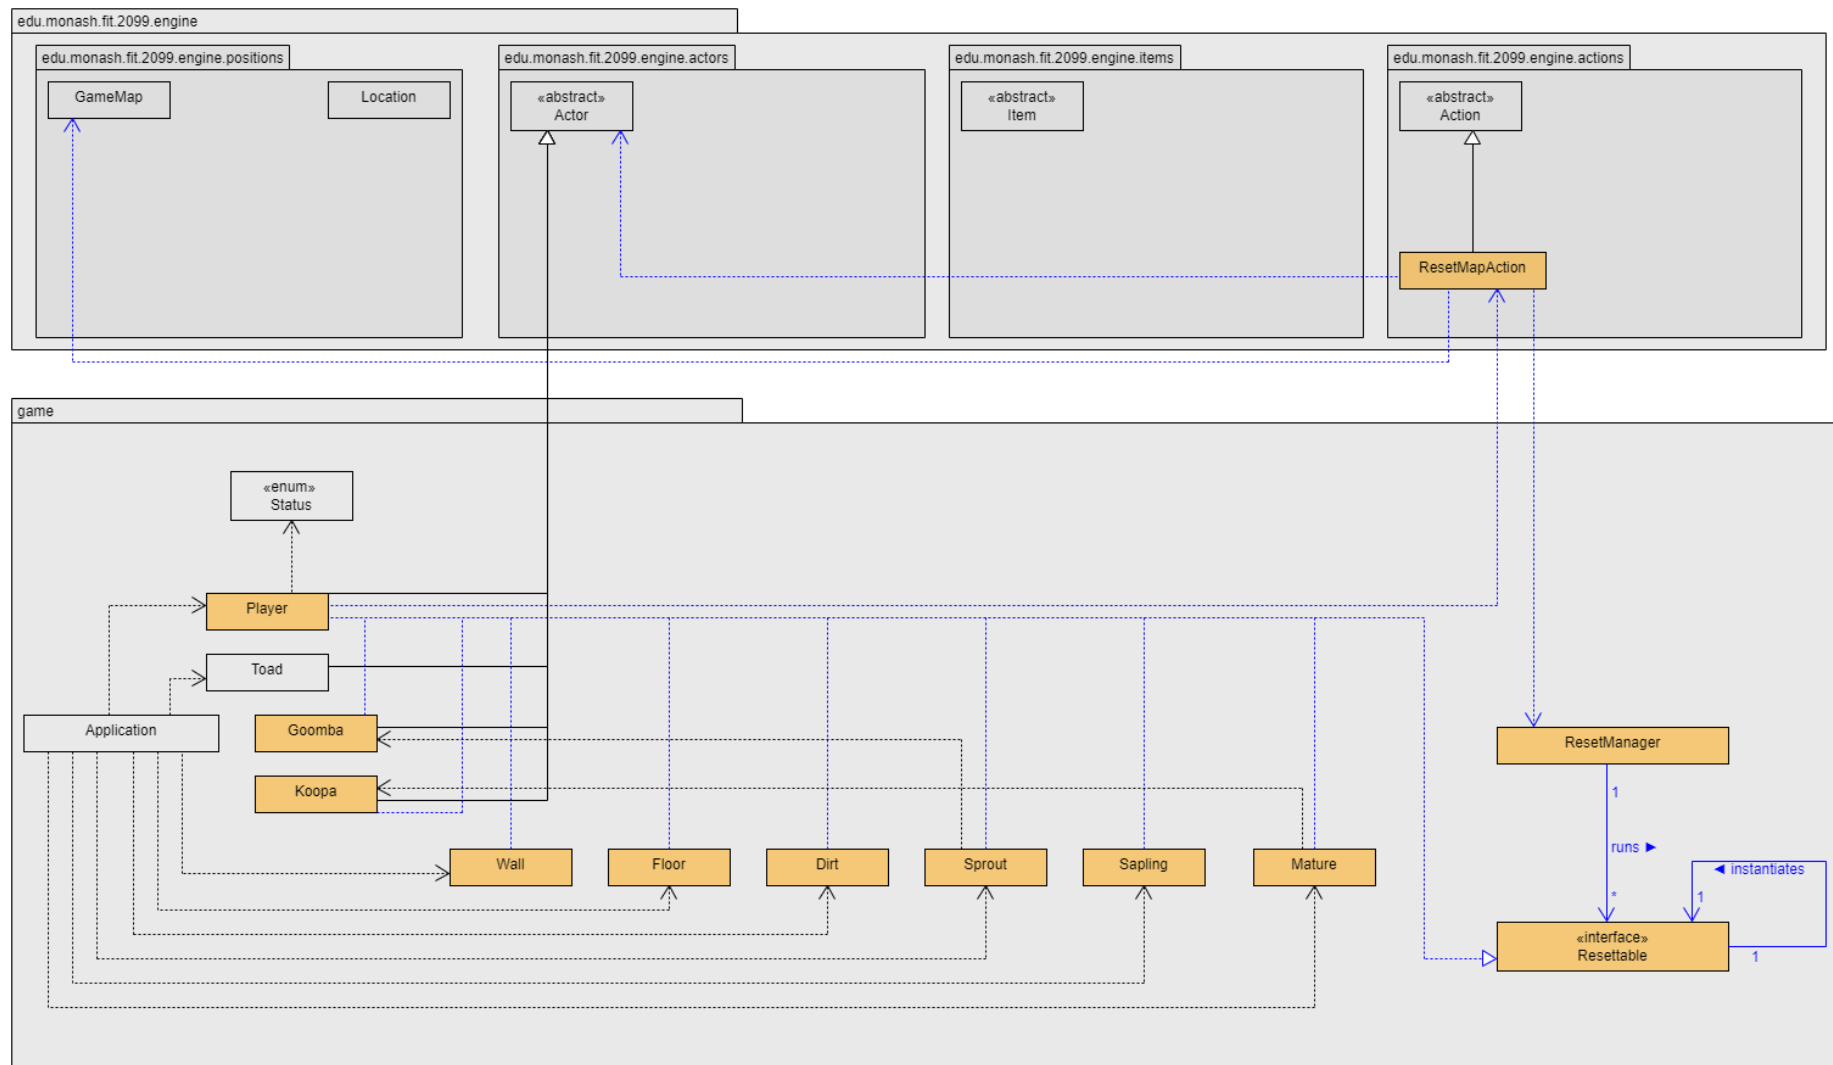 edu.monash.fit.2099.engine
edu.monash.fit.2099.engine.positions
edu.monash.fit.2099.engine.actors
edu.monash.fit.2099.engine.items
edu.monash.fit.2099.engine.actions
GameMap
Location
«abstract»
Actor
«abstract»
Item
«abstract»
Action
ResetMapAction
game
«enum»
Status
Player
Toad
Application
Goomba
Koopa
ResetManager
1
runs ►
*
Wall
Floor
Dirt
Sprout
Sapling
Mature
◄ instantiates
1
«interface»
Resettable
1